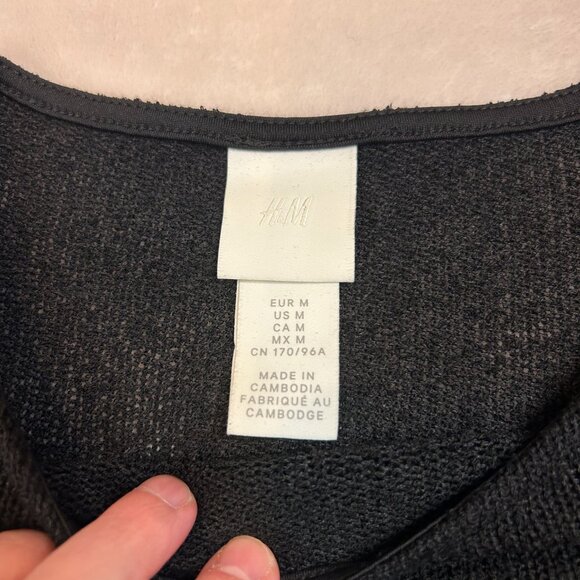 H&M
EUR M
US M
CA M
MX M
CN 170/96A
MADE IN
CAMBODIA
FABRIQUÉ AU
CAMBODGE